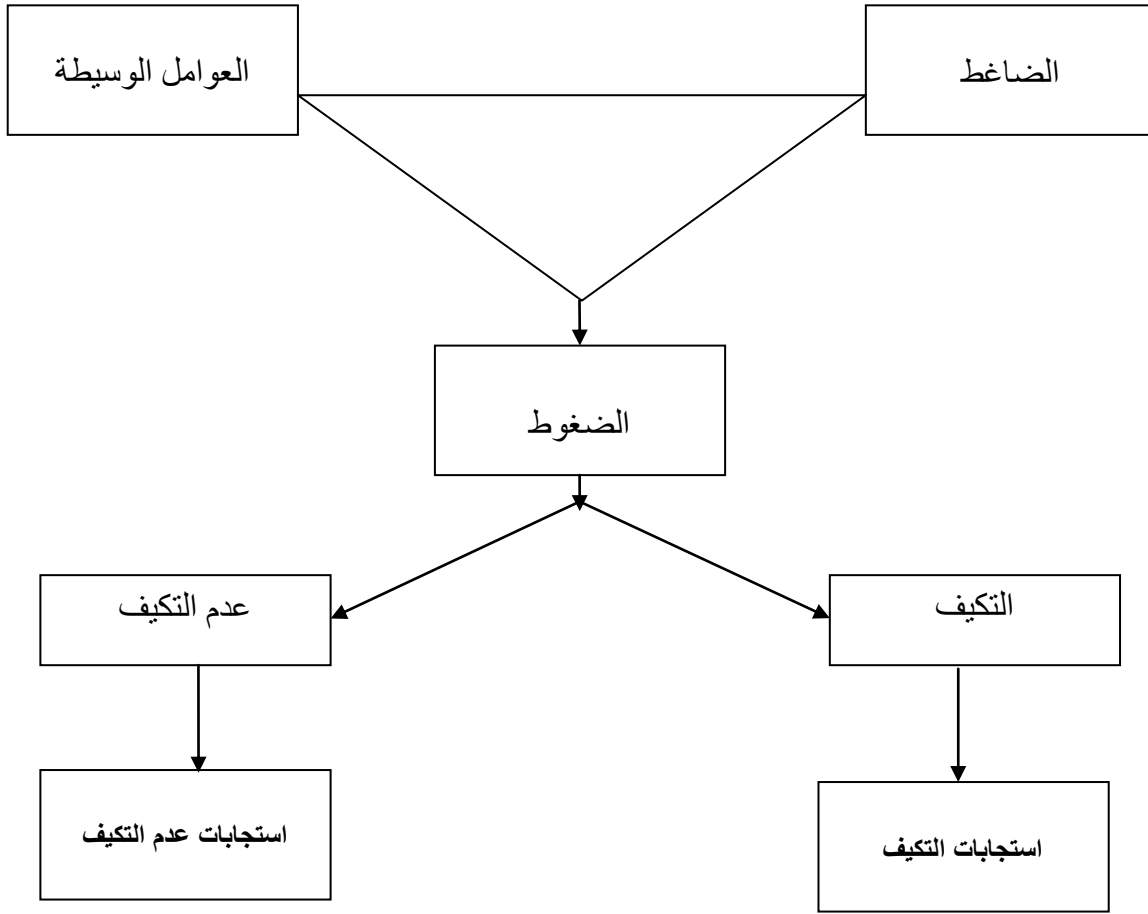 الضاغط
العوامل الوسيطة
الضغوط
التكيف
عدم التكيف
استجابات التكيف
استجابات عدم التكيف